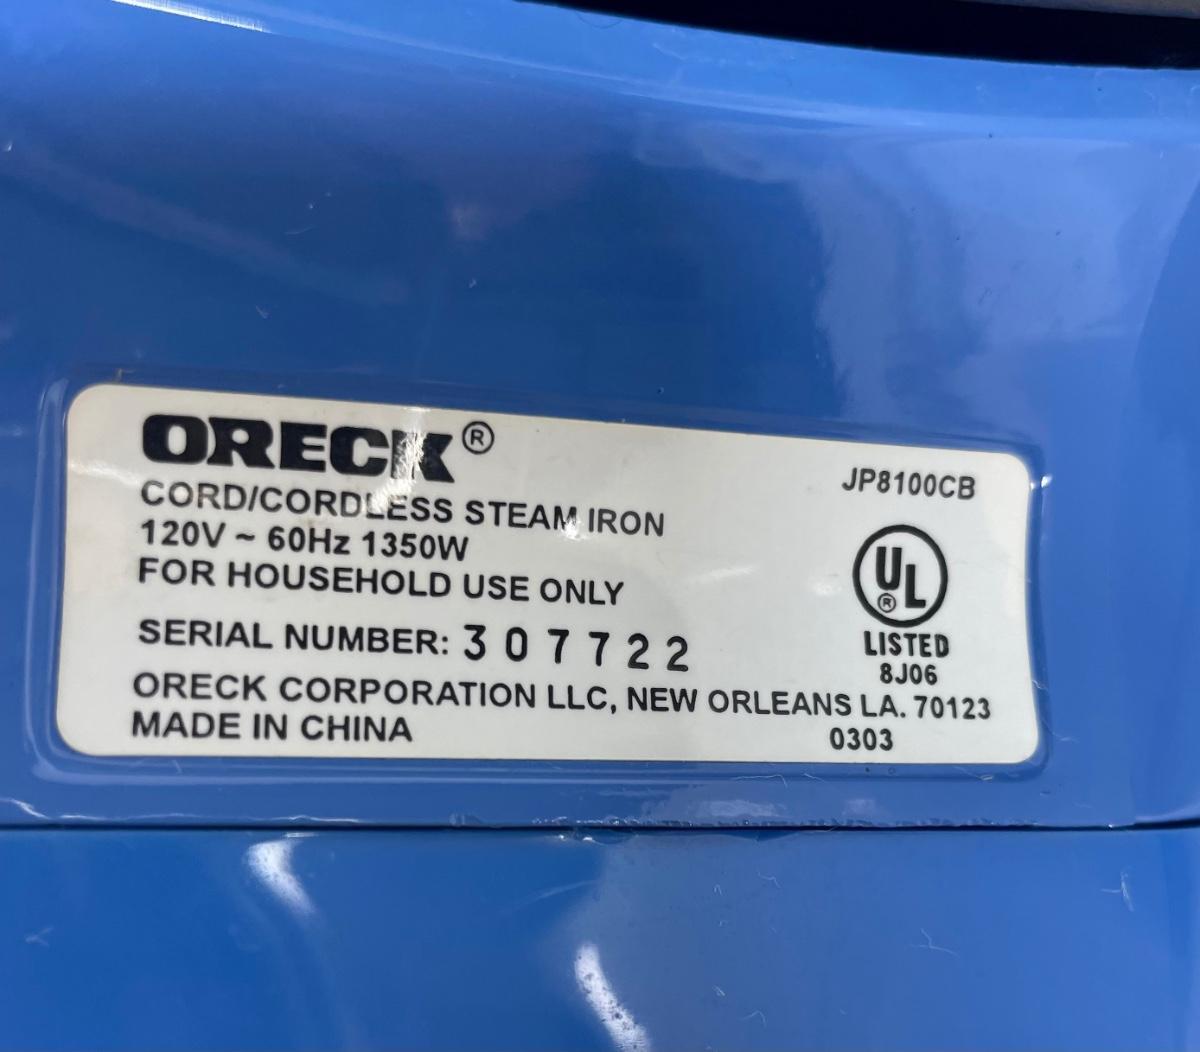 ORECK®
CORD/CORDLESS STEAM IRON
120V ~ 60Hz 1350W
FOR HOUSEHOLD USE ONLY
SERIAL NUMBER: 307722
ORECK CORPORATION LLC, NEW ORLEANS LA. 70123
MADE IN CHINA
JP8100CB
UL®
LISTED
8J06
0303